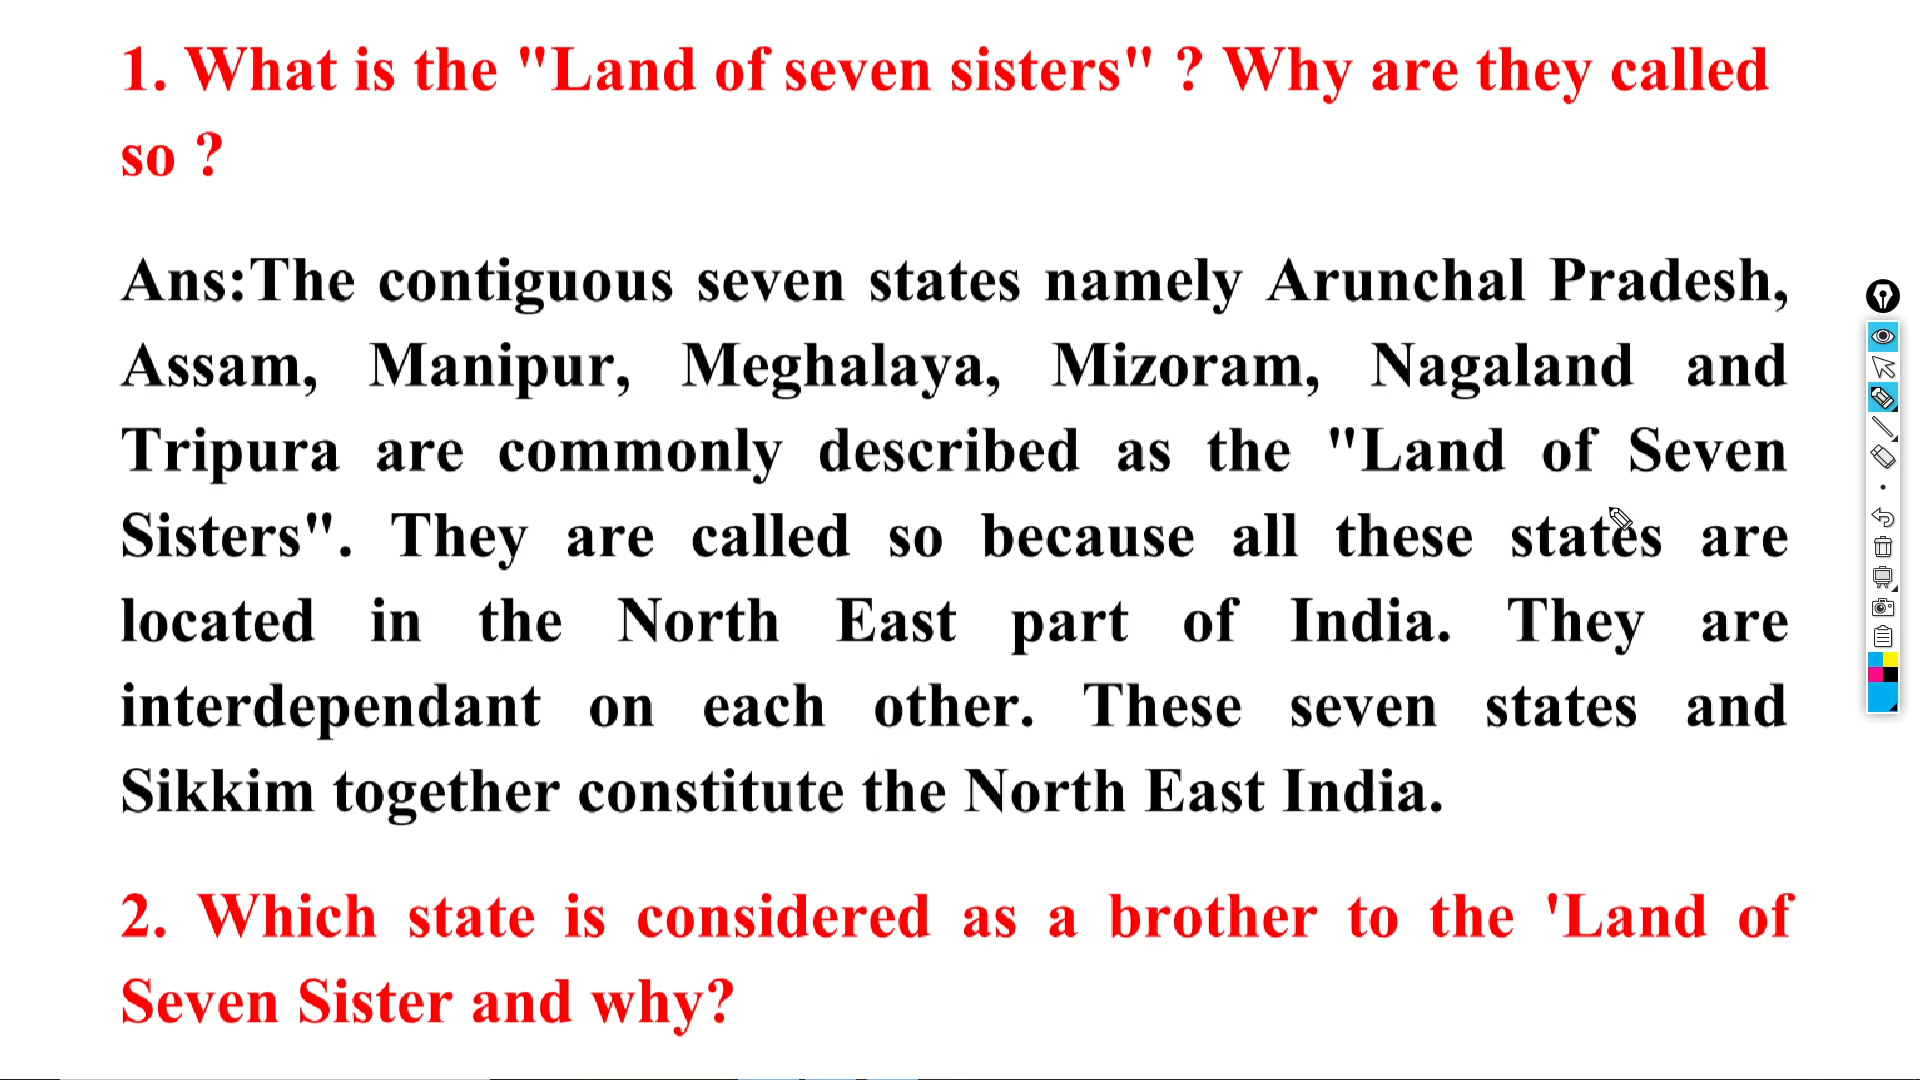 1. What is the "Land of seven sisters" ? Why are they called
so ?
Ans:The contiguous seven states namely Arunchal Pradesh,
Assam, Manipur, Meghalaya, Mizoram, Nagaland and
Tripura are commonly described as the "Land of Seven
Sisters". They are called so because all these states are
located in the North East part of India. They are
interdependant on each other. These seven states and
Sikkim together constitute the North East India.
2. Which state is considered as a brother to the 'Land of
Seven Sister and why?